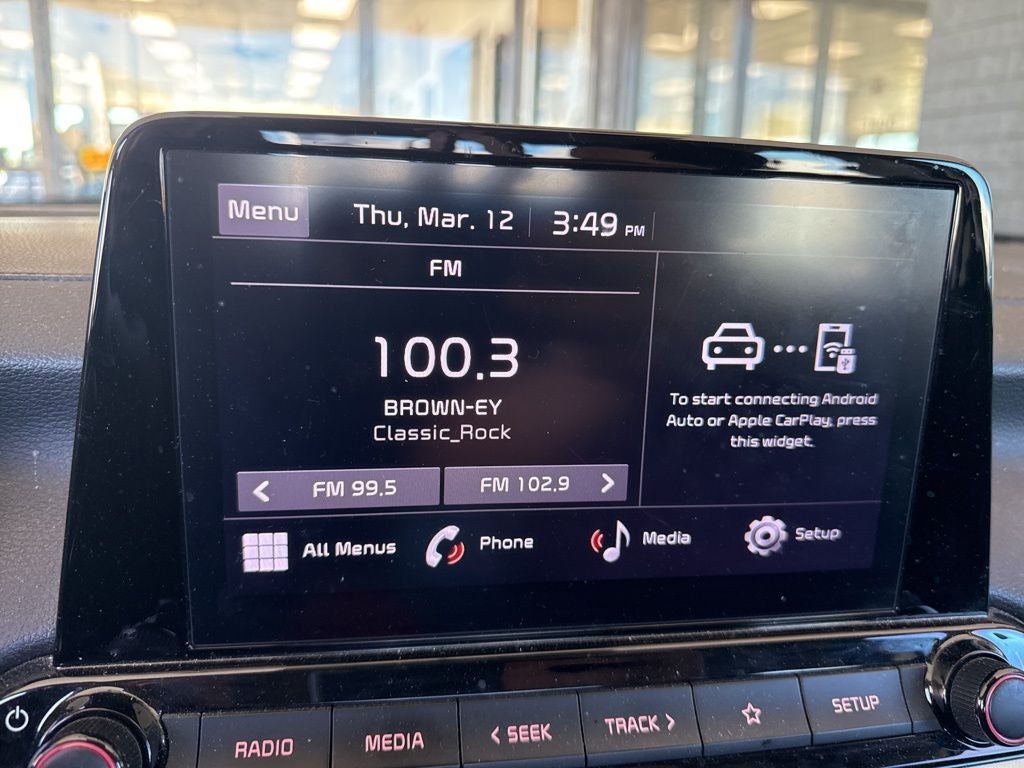 Menu Thu, Mar. 12 3:49 PM
FM
100.3
BROWN-EY
Classic_Rock
To start connecting Android
Auto or Apple CarPlay, press
this widget.
< FM 99.5 FM 102.9 >
All Menus Phone Media Setup
RADIO MEDIA < SEEK TRACK > SETUP